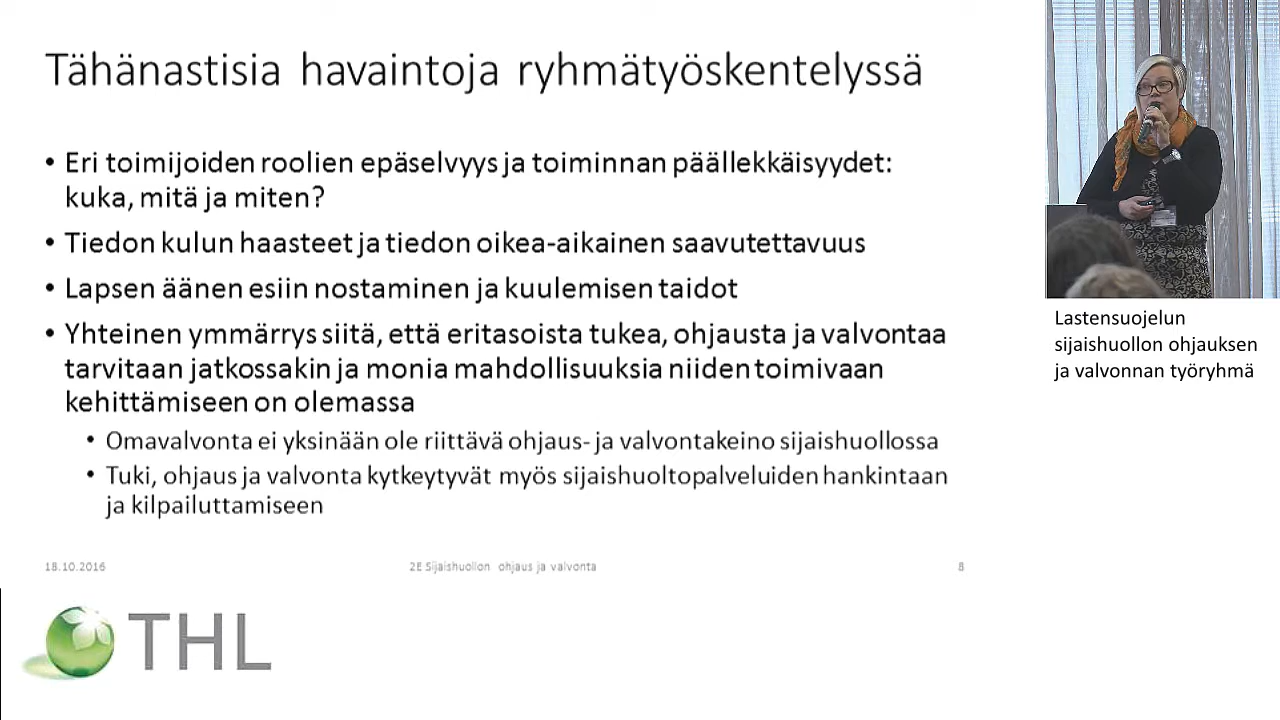 Tähänastisia havaintoja ryhmätyöskentelyssä
• Eri toimijoiden roolien epäselvyys ja toiminnan päällekkäisyydet:
kuka, mitä ja miten?
• Tiedon kulun haasteet ja tiedon oikea-aikainen saavutettavuus
• Lapsen äänen esiin nostaminen ja kuulemisen taidot
• Yhteinen ymmärrys siitä, että eritasoista tukea, ohjausta ja valvontaa
tarvitaan jatkossakin ja monia mahdollisuuksia niiden toimivaan
kehittämiseen on olemassa
• Omavalvonta ei yksinään ole riittävä ohjaus- ja valvontakeino sijaishuollossa
• Tuki, ohjaus ja valvonta kytkeytyvät myös sijaishuoltopalveluiden hankintaan
ja kilpailuttamiseen
18.10.2016
2E Sijaishuollon ohjaus ja valvonta
8
Lastensuojelun
sijaishuollon ohjauksen
ja valvonnan työryhmä
THL